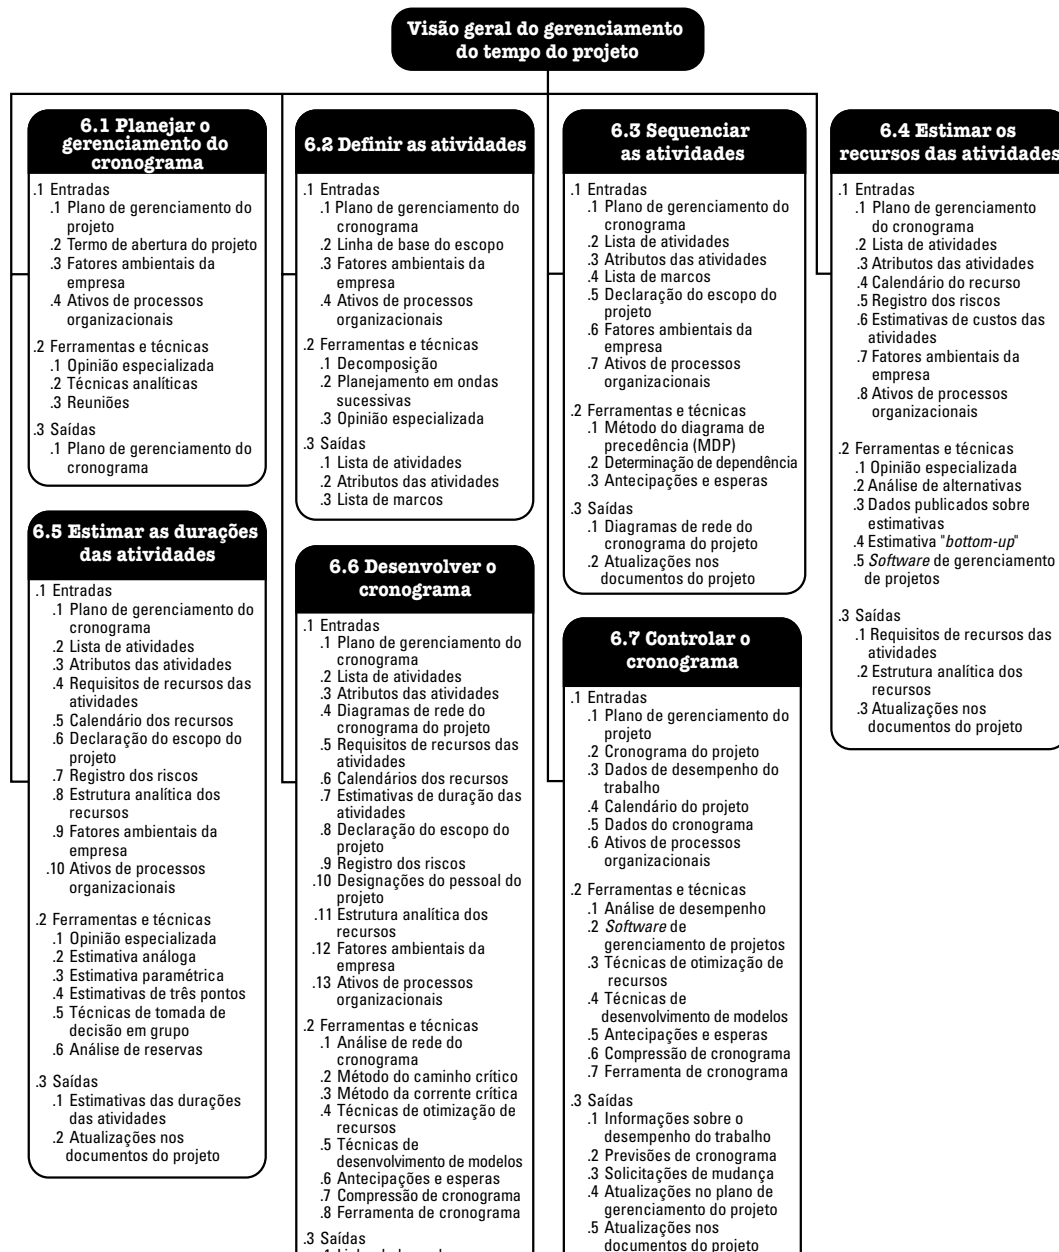 Visão geral do gerenciamento
do tempo do projeto
6.1 Planejar o
gerenciamento do
cronograma
.1 Entradas
.1 Plano de gerenciamento do
projeto
.2 Termo de abertura do projeto
.3 Fatores ambientais da
empresa
.4 Ativos de processos
organizacionais
.2 Ferramentas e técnicas
.1 Opinião especializada
.2 Técnicas analíticas
.3 Reuniões
.3 Saídas
.1 Plano de gerenciamento do
cronograma
6.2 Definir as atividades
.1 Entradas
.1 Plano de gerenciamento do
cronograma
.2 Linha de base do escopo
.3 Fatores ambientais da
empresa
.4 Ativos de processos
organizacionais
.2 Ferramentas e técnicas
.1 Decomposição
.2 Planejamento em ondas
sucessivas
.3 Opinião especializada
.3 Saídas
.1 Lista de atividades
.2 Atributos das atividades
.3 Lista de marcos
6.3 Sequenciar
as atividades
.1 Entradas
.1 Plano de gerenciamento do
cronograma
.2 Lista de atividades
.3 Atributos das atividades
.4 Lista de marcos
.5 Declaração do escopo do
projeto
.6 Fatores ambientais da
empresa
.7 Ativos de processos
organizacionais
.2 Ferramentas e técnicas
.1 Método do diagrama de
precedência (MDP)
.2 Determinação de dependência
.3 Antecipações e esperas
.3 Saídas
.1 Diagramas de rede do
cronograma do projeto
.2 Atualizações nos
documentos do projeto
6.4 Estimar os
recursos das atividades
.1 Entradas
.1 Plano de gerenciamento
do cronograma
.2 Lista de atividades
.3 Atributos das atividades
.4 Calendário do recurso
.5 Registro dos riscos
.6 Estimativas de custos das
atividades
.7 Fatores ambientais da
empresa
.8 Ativos de processos
organizacionais
.2 Ferramentas e técnicas
.1 Opinião especializada
.2 Análise de alternativas
.3 Dados publicados sobre
estimativas
.4 Estimativa "bottom-up"
.5 Software de gerenciamento
de projetos
.3 Saídas
.1 Requisitos de recursos das
atividades
.2 Estrutura analítica dos
recursos
.3 Atualizações nos
documentos do projeto
6.5 Estimar as durações
das atividades
.1 Entradas
.1 Plano de gerenciamento do
cronograma
.2 Lista de atividades
.3 Atributos das atividades
.4 Requisitos de recursos das
atividades
.5 Calendário dos recursos
.6 Declaração do escopo do
projeto
.7 Registro dos riscos
.8 Estrutura analítica dos
recursos
.9 Fatores ambientais da
empresa
.10 Ativos de processos
organizacionais
.2 Ferramentas e técnicas
.1 Opinião especializada
.2 Estimativa análoga
.3 Estimativa paramétrica
.4 Estimativas de três pontos
.5 Técnicas de tomada de
decisão em grupo
.6 Análise de reservas
.3 Saídas
.1 Estimativas das durações
das atividades
.2 Atualizações nos
documentos do projeto
6.6 Desenvolver o
cronograma
.1 Entradas
.1 Plano de gerenciamento do
cronograma
.2 Lista de atividades
.3 Atributos das atividades
.4 Diagramas de rede do
cronograma do projeto
.5 Requisitos de recursos das
atividades
.6 Calendários dos recursos
.7 Estimativas de duração das
atividades
.8 Declaração do escopo do
projeto
.9 Registro dos riscos
.10 Designações do pessoal do
projeto
.11 Estrutura analítica dos
recursos
.12 Fatores ambientais da
empresa
.13 Ativos de processos
organizacionais
.2 Ferramentas e técnicas
.1 Análise de rede do
cronograma
.2 Método do caminho crítico
.3 Método da corrente crítica
.4 Técnicas de otimização de
recursos
.5 Técnicas de
desenvolvimento de modelos
.6 Antecipações e esperas
.7 Compressão de cronograma
.8 Ferramenta de cronograma
.3 Saídas
6.7 Controlar o
cronograma
.1 Entradas
.1 Plano de gerenciamento do
projeto
.2 Cronograma do projeto
.3 Dados de desempenho do
trabalho
.4 Calendário do projeto
.5 Dados do cronograma
.6 Ativos de processos
organizacionais
.2 Ferramentas e técnicas
.1 Análise de desempenho
.2 Software de
gerenciamento de projetos
.3 Técnicas de otimização de
recursos
.4 Técnicas de
desenvolvimento de modelos
.5 Antecipações e esperas
.6 Compressão de cronograma
.7 Ferramenta de cronograma
.3 Saídas
.1 Informações sobre o
desempenho do trabalho
.2 Previsões de cronograma
.3 Solicitações de mudança
.4 Atualizações no plano de
gerenciamento do projeto
.5 Atualizações nos
documentos do projeto